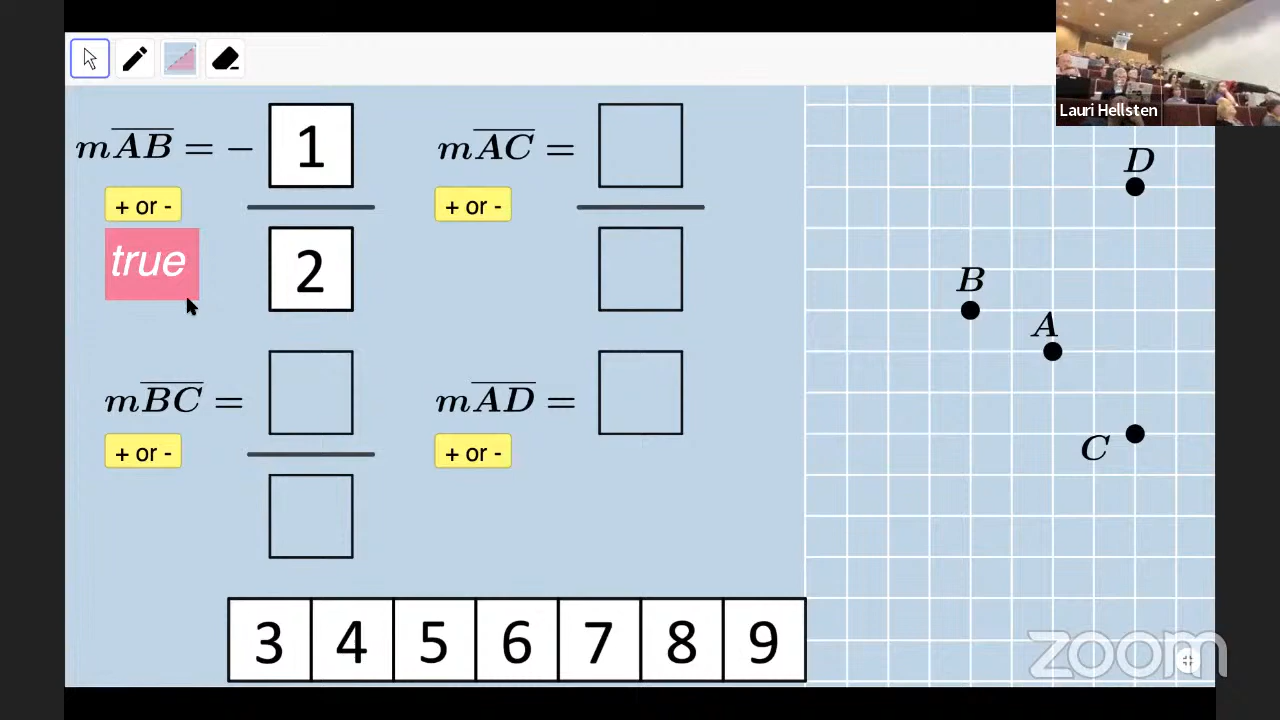 Lauri Hellsten
mAB = - 1
2
+ or -
true
mAC =
+ or -
mBC =
+ or -
mAD =
+ or -
D
B
A
C
3 4 5 6 7 8 9
zoom